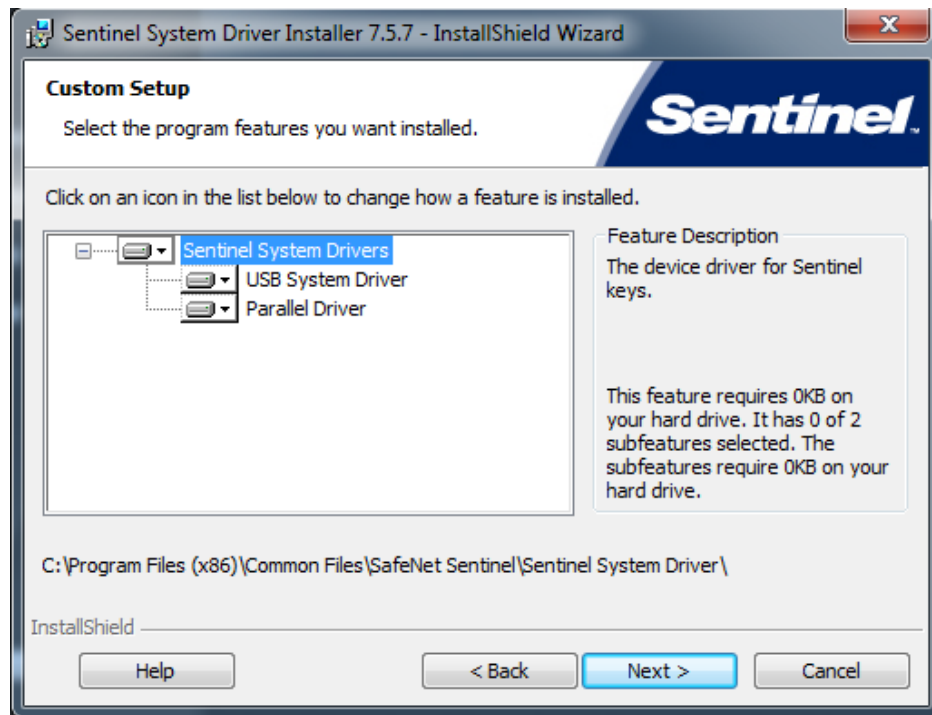 Sentinel System Driver Installer 7.5.7 - InstallShield Wizard
Custom Setup
Select the program features you want installed.
Sentinel.
Click on an icon in the list below to change how a feature is installed.
Sentinel System Drivers
USB System Driver
Parallel Driver
Feature Description
The device driver for Sentinel
keys.
This feature requires 0KB on
your hard drive. It has 0 of 2
subfeatures selected. The
subfeatures require 0KB on your
hard drive.
C:\Program Files (x86)\Common Files\SafeNet Sentinel\Sentinel System Driver\
InstallShield
Help
< Back
Next >
Cancel